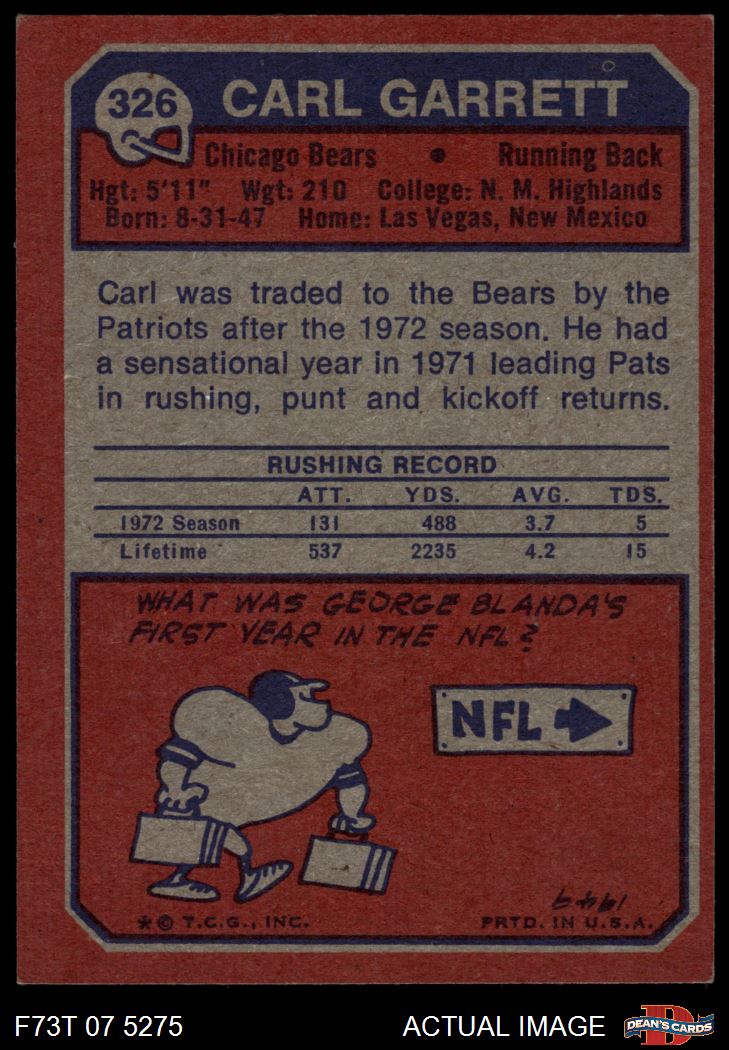 326
CARL GARRETT
Chicago Bears • Running Back
Hgt: 5'11" Wgt: 210 College: N. M. Highlands
Born: 8-31-47 Home: Las Vegas, New Mexico
Carl was traded to the Bears by the
Patriots after the 1972 season. He had
a sensational year in 1971 leading Pats
in rushing, punt and kickoff returns.
RUSHING RECORD
ATT. YDS. AVG. TDS.
1972 Season 131 488 3.7 5
Lifetime 537 2235 4.2 15
WHAT WAS GEORGE BLANDA'S
FIRST YEAR IN THE NFL?
NFL
1949
* © T.C.G., INC. PRTD. IN U.S.A.
F73T 07 5275 ACTUAL IMAGE
D
DEAN'S CARDS